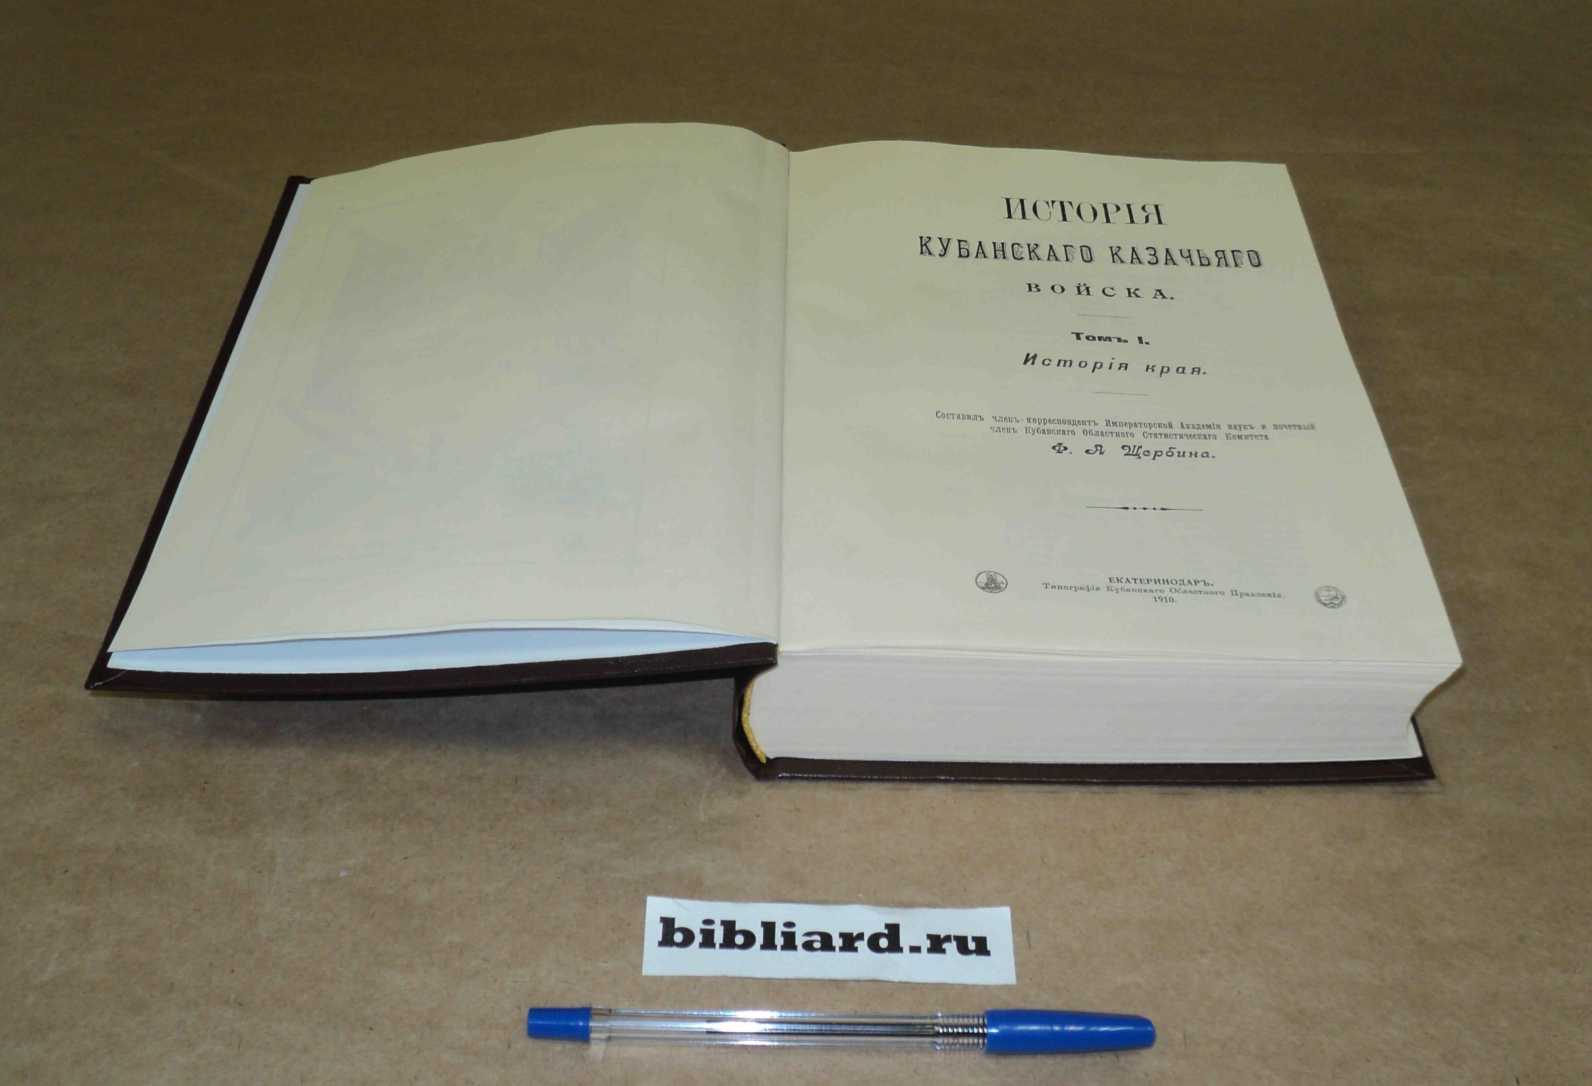 ИСТОРІЯ
КУБАНСКАГО КАЗАЧЬЯГО
ВОЙСКА.
Томъ I.
Исторія края.
Составилъ членъ-корреспондентъ Императорской Академіи наукъ и почетный
членъ Кубанскаго Областного Статистическаго Комитета
Ф. А Щербина.
ЕКАТЕРИНОДАРЪ.
Типографія Кубанскаго Областного Правленія.
1910.
bibliard.ru